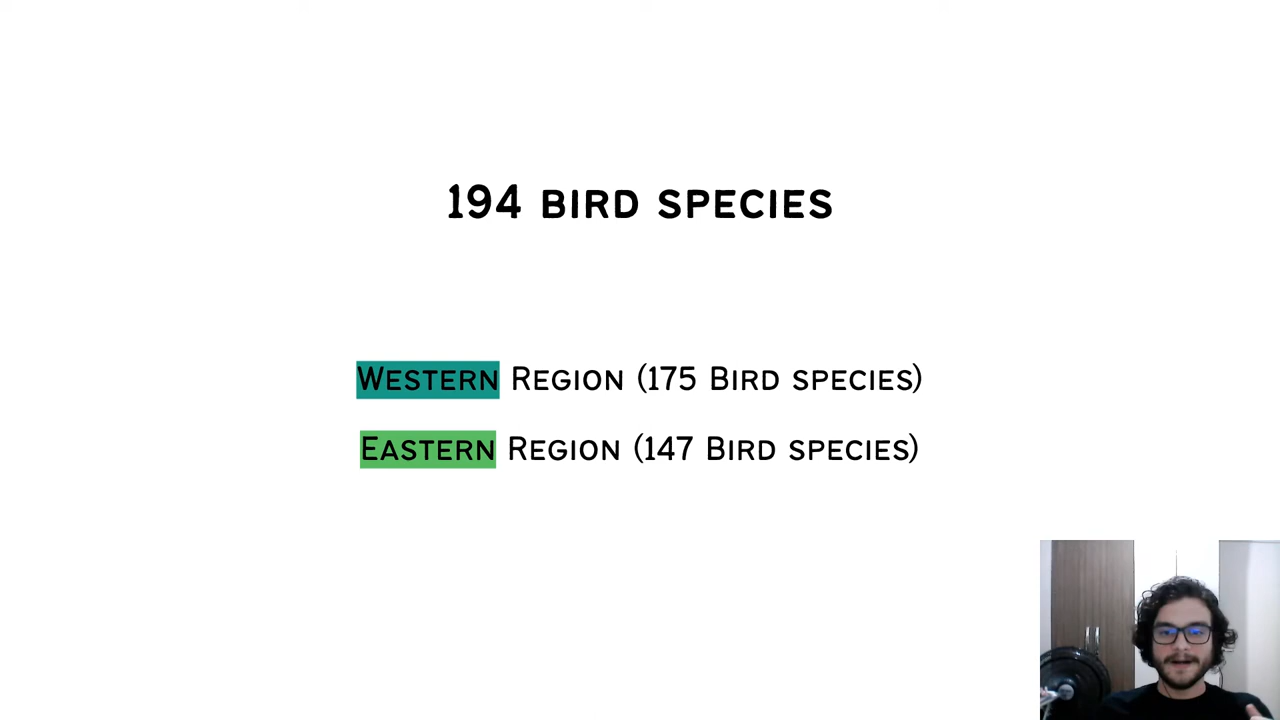 194 bird species
Western Region (175 Bird species)
Eastern Region (147 Bird species)